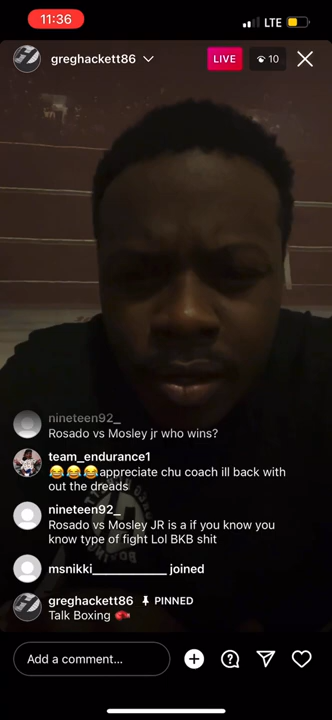 11:36
LTE
greghackett86
LIVE
10
nineteen92_
Rosado vs Mosley jr who wins?
team_endurance1
😂😂😂appreciate chu coach ill back with
out the dreads
nineteen92_
Rosado vs Mosley JR is a if you know you
know type of fight Lol BKB shit
msnikki____________ joined
greghackett86 PINNED
Talk Boxing 🥊
Add a comment...